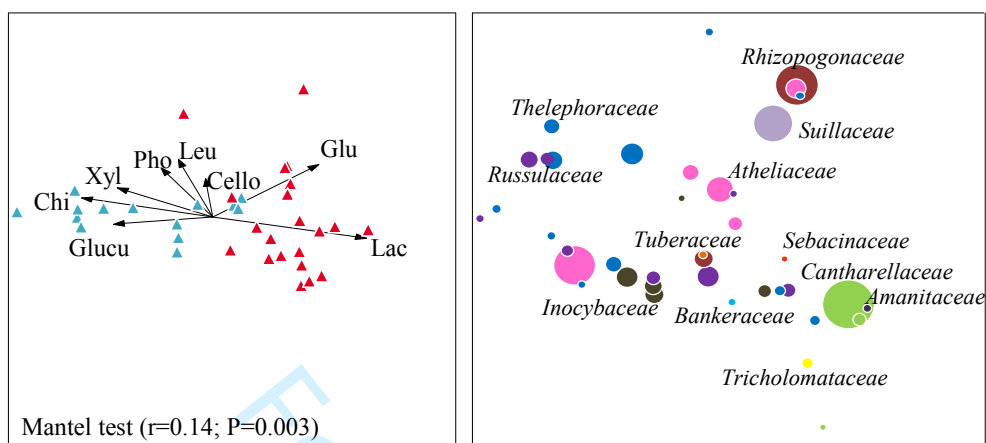 Glu
Leu
Pho
Cello
Xyl
Chi
Glucu
Lac
Mantel test (r=0.14; P=0.003)
Rhizopogonaceae
Thelephoraceae
Suillaceae
Russulaceae
Atheliaceae
Tuberaceae
Sebacinaceae
Cantharellaceae
Inocybaceae
Amanitaceae
Bankeraceae
Tricholomataceae